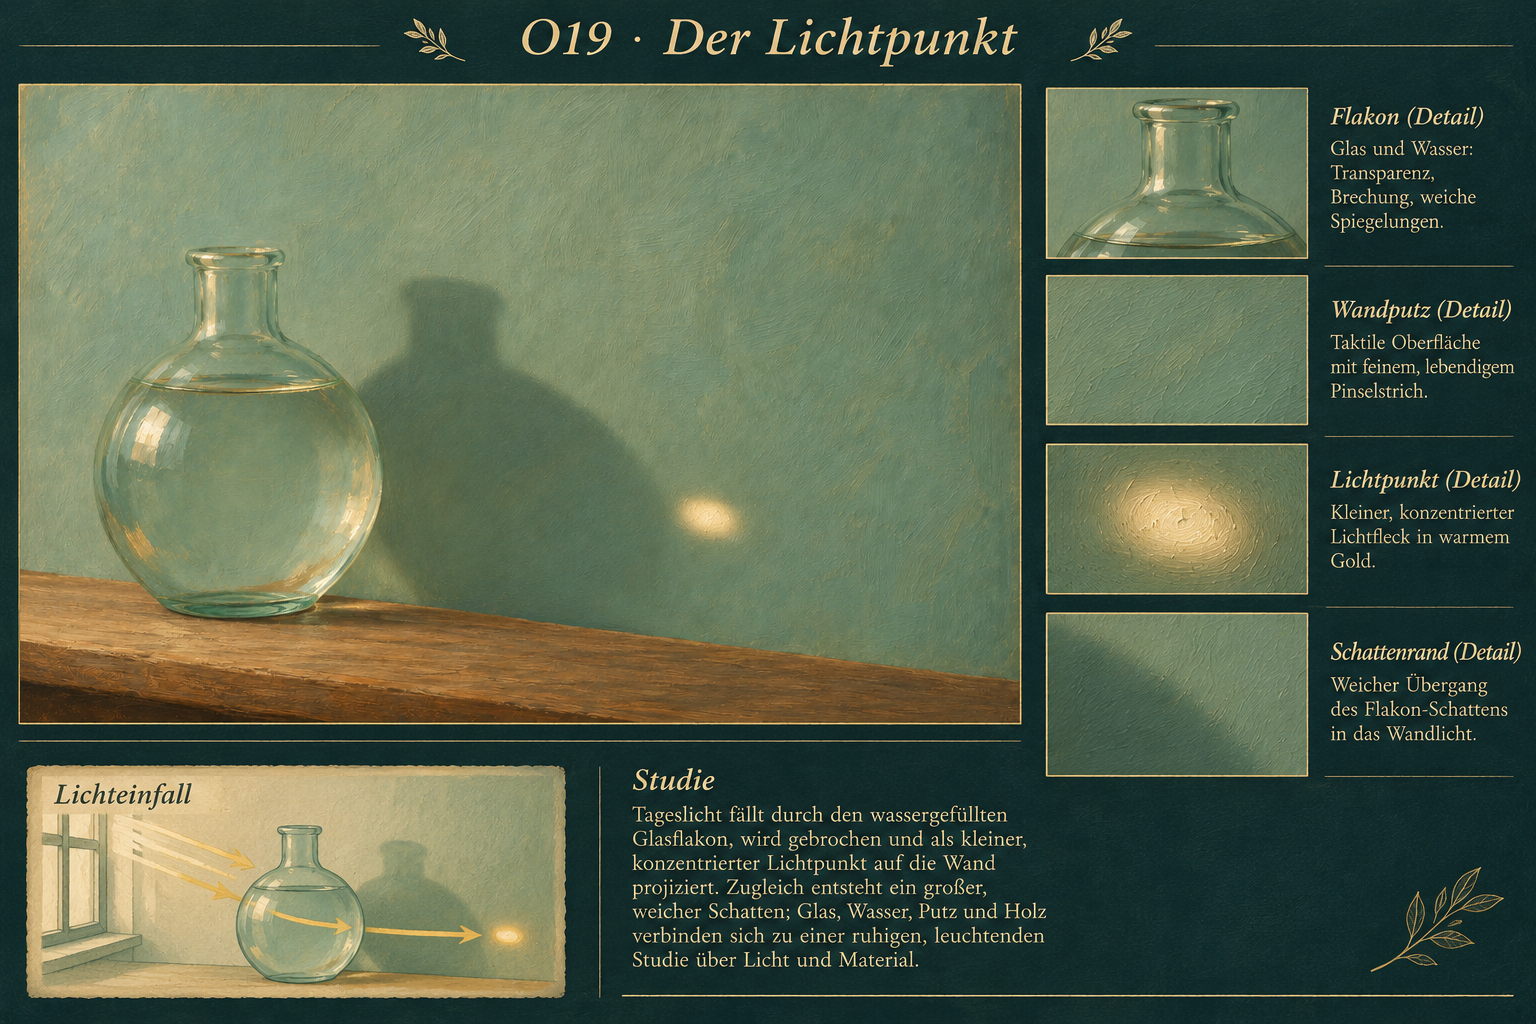 O19 · Der Lichtpunkt
Flakon (Detail)
Glas und Wasser:
Transparenz,
Brechung, weiche
Spiegelungen.
Wandputz (Detail)
Taktile Oberfläche
mit feinem, lebendigem
Pinselstrich.
Lichtpunkt (Detail)
Kleiner, konzentrierter
Lichtfleck in warmem
Gold.
Schattenrand (Detail)
Weicher Übergang
des Flakon-Schattens
in das Wandlicht.
Lichteinfall
Studie
Tageslicht fällt durch den wassergefüllten
Glasflakon, wird gebrochen und als kleiner,
konzentrierter Lichtpunkt auf die Wand
projiziert. Zugleich entsteht ein großer,
weicher Schatten; Glas, Wasser, Putz und Holz
verbinden sich zu einer ruhigen, leuchtenden
Studie über Licht und Material.